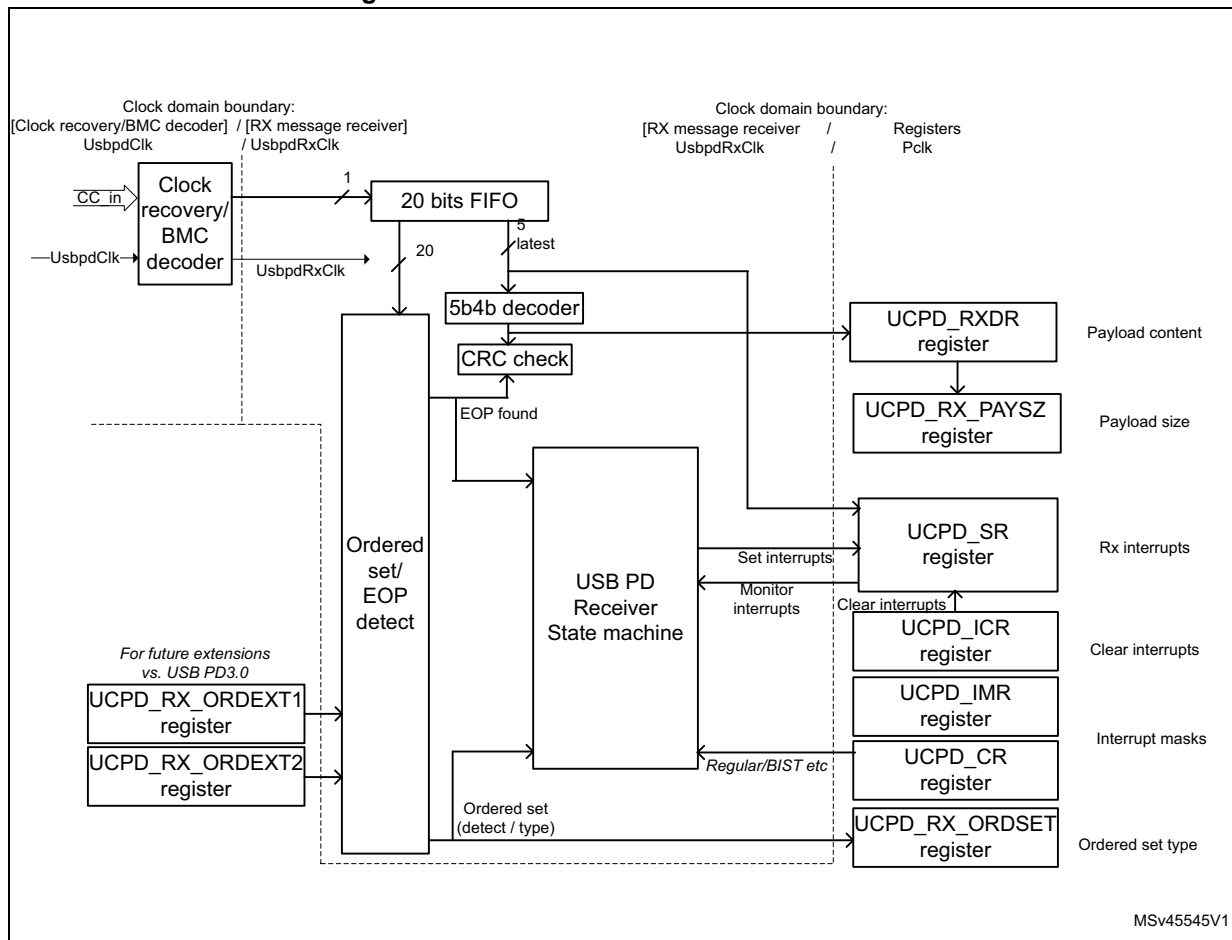 Clock domain boundary:
[Clock recovery/BMC decoder] / [RX message receiver]
UsbpdClk / UsbpdRxClk
Clock domain boundary:
[RX message receiver / Registers
UsbpdRxClk / Pclk
CC_in
UsbpdClk
Clock
recovery/
BMC
decoder
1
UsbpdRxClk
20 bits FIFO
20
5
latest
5b4b decoder
CRC check
EOP found
UCPD_RXDR
register
Payload content
UCPD_RX_PAYSZ
register
Payload size
Ordered
set/
EOP
detect
USB PD
Receiver
State machine
Set interrupts
Monitor
interrupts
UCPD_SR
register
Rx interrupts
Clear interrupts
UCPD_ICR
register
Clear interrupts
UCPD_IMR
register
Interrupt masks
UCPD_CR
register
Regular/BIST etc
For future extensions
vs. USB PD3.0
UCPD_RX_ORDEXT1
register
UCPD_RX_ORDEXT2
register
Ordered set
(detect / type)
UCPD_RX_ORDSET
register
Ordered set type
MSv45545V1